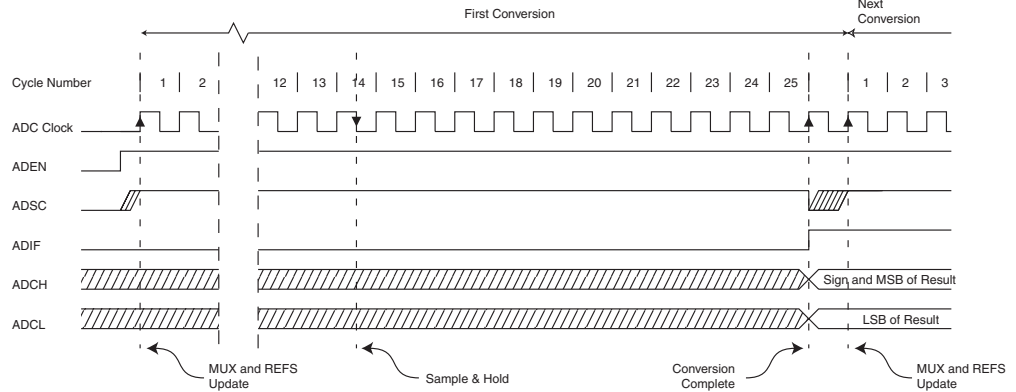 Next
First Conversion
Conversion
Cycle Number 1 2 12 13 14 15 16 17 18 19 20 21 22 23 24 25 1 2 3
ADC Clock
ADEN
ADSC
ADIF
ADCH Sign and MSB of Result
ADCL LSB of Result
MUX and REFS
Update
Sample & Hold
Conversion
Complete
MUX and REFS
Update